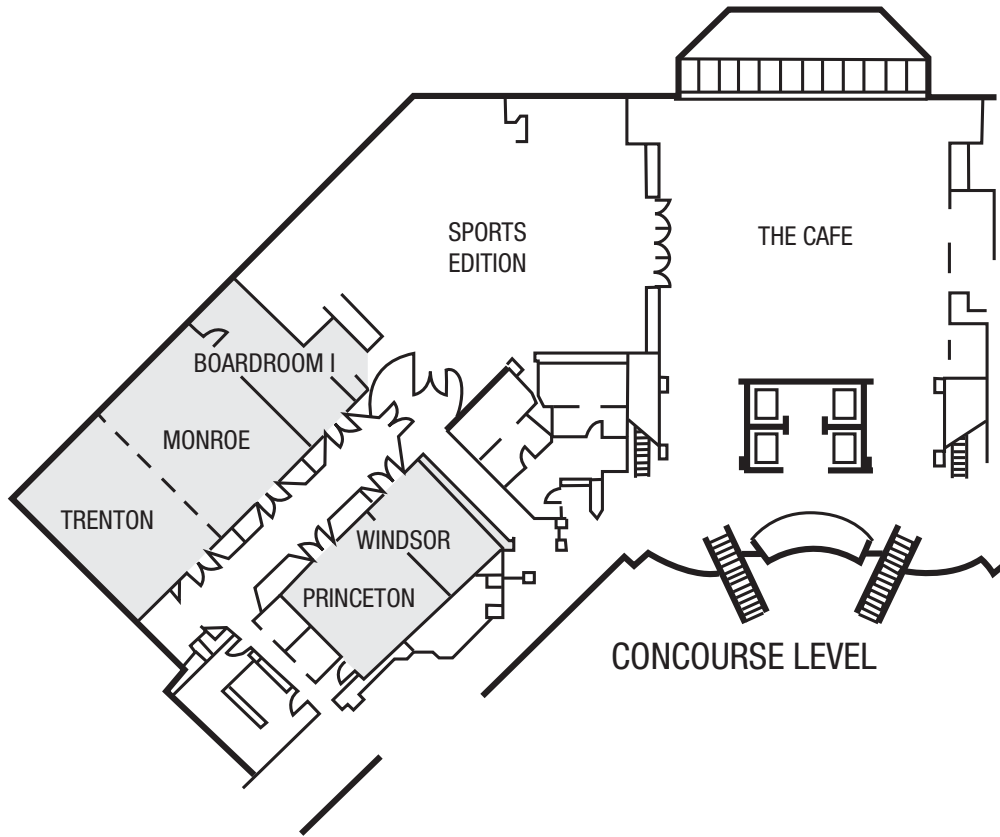 SPORTS
EDITION
THE CAFE
BOARDROOM I
MONROE
TRENTON
WINDSOR
PRINCETON
CONCOURSE LEVEL